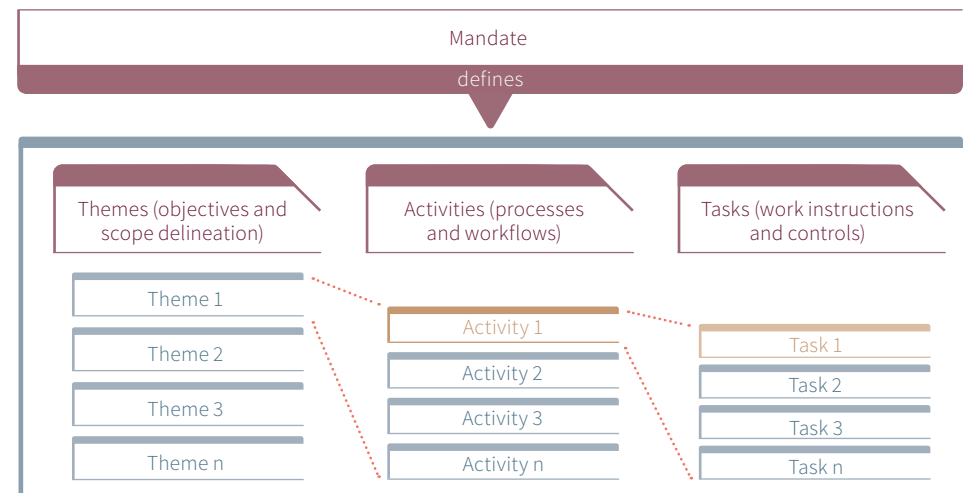 Mandate
defines
Themes (objectives and
scope delineation)
Activities (processes
and workflows)
Tasks (work instructions
and controls)
Theme 1
Theme 2
Theme 3
Theme n
Activity 1
Activity 2
Activity 3
Activity n
Task 1
Task 2
Task 3
Task n